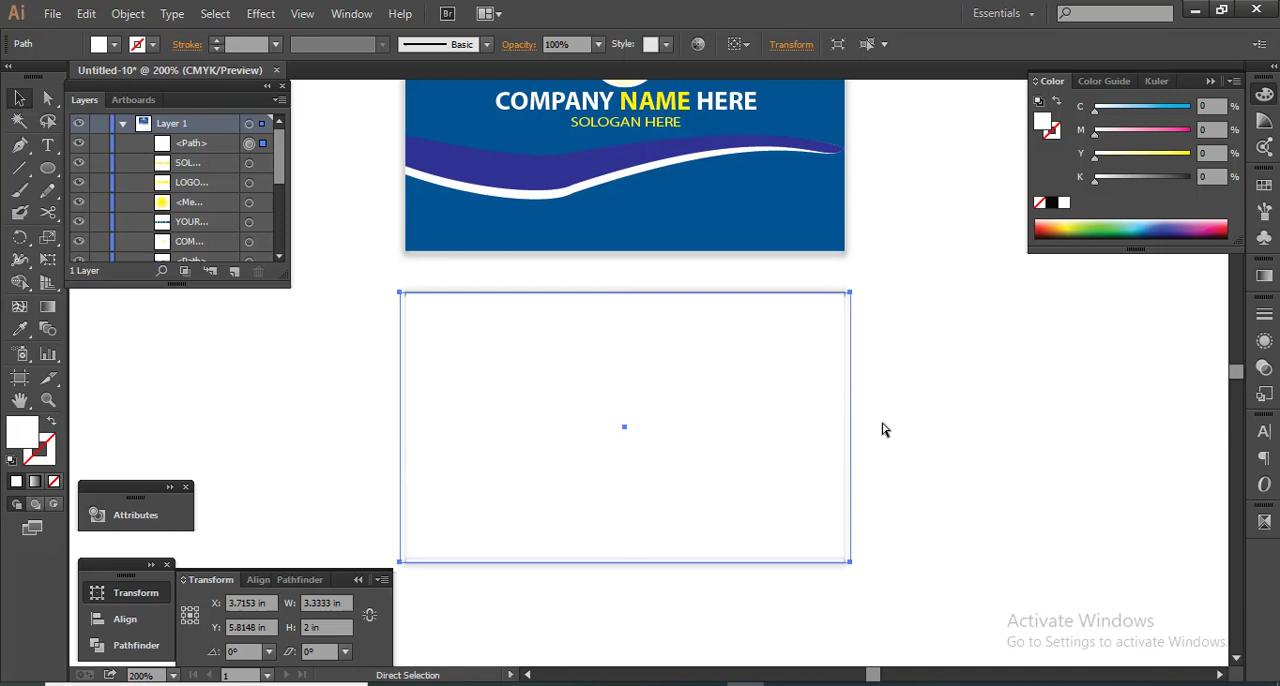 Ai File Edit Object Type Select Effect View Window Help Br Essentials
Path Stroke: Basic Opacity: 100% Style: Transform
Untitled-10* @ 200% (CMYK/Preview) ×
Layers Artboards
Layer 1
<Path>
SOL...
LOGO...
<Me...
YOUR...
COM...
<Path>
1 Layer
COMPANY NAME HERE
SOLOGAN HERE
Color Color Guide Kuler
C 0 %
M 0 %
Y 0 %
K 0 %
Attributes
Transform
Align
Pathfinder
Transform Align Pathfinder
X: 3.7153 in W: 3.3333 in
Y: 5.8148 in H: 2 in
0° 0°
Activate Windows
Go to Settings to activate Windows.
200% 1 Direct Selection